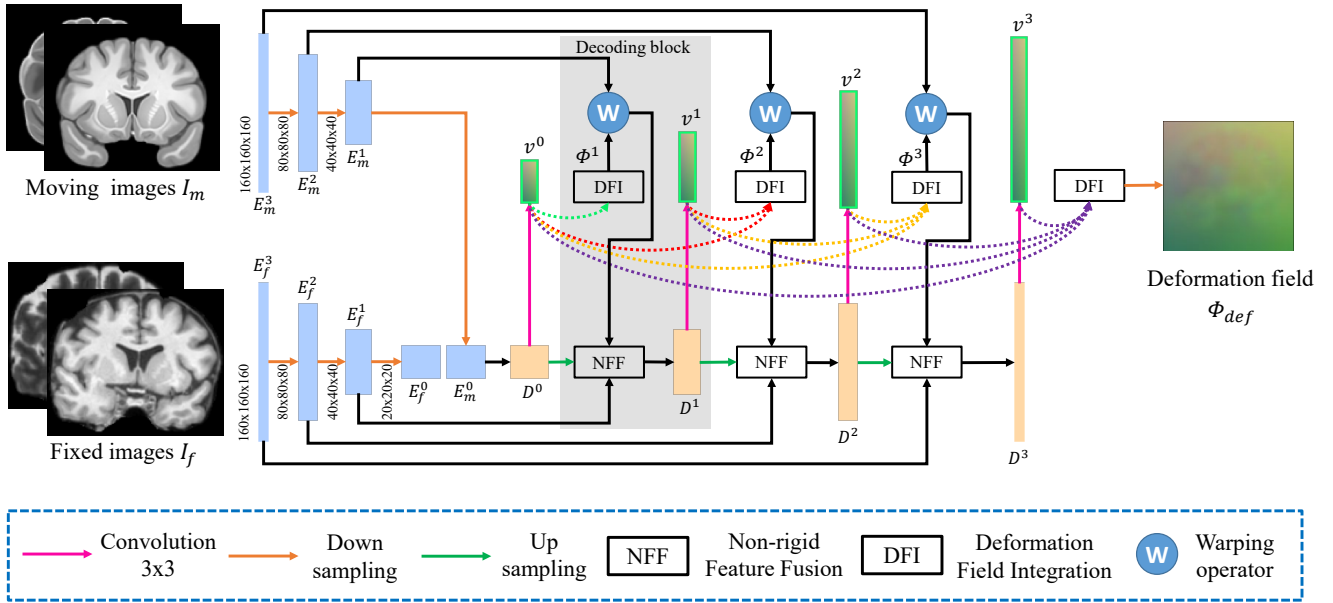 Decoding block
v^3
v^2
v^1
v^0
W
W
W
Φ^1
Φ^2
Φ^3
DFI
DFI
DFI
DFI
160x160x160
80x80x80
40x40x40
E_m^1
E_m^2
E_m^3
Moving images I_m
Deformation field
Φ_def
E_f^3
E_f^2
E_f^1
160x160x160
80x80x80
40x40x40
20x20x20
E_f^0
E_m^0
D^0
NFF
D^1
NFF
D^2
NFF
D^3
Fixed images I_f
Convolution
3x3
Down
sampling
Up
sampling
NFF
Non-rigid
Feature Fusion
DFI
Deformation
Field Integration
W
Warping
operator